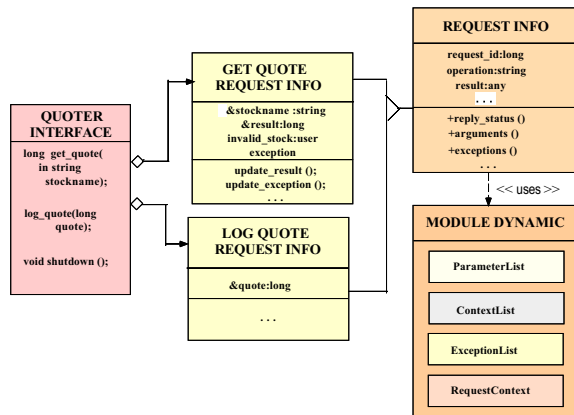 QUOTER
INTERFACE
long get_quote(
in string
stockname);
log_quote(long
quote);
void shutdown ();
GET QUOTE
REQUEST INFO
&stockname :string
&result:long
invalid_stock:user
exception
update_result ();
update_exception ();
. . .
LOG QUOTE
REQUEST INFO
&quote:long
. . .
REQUEST INFO
request_id:long
operation:string
result:any
. . .
+reply_status ()
+arguments ()
+exceptions ()
. . .
<< uses >>
MODULE DYNAMIC
ParameterList
ContextList
ExceptionList
RequestContext